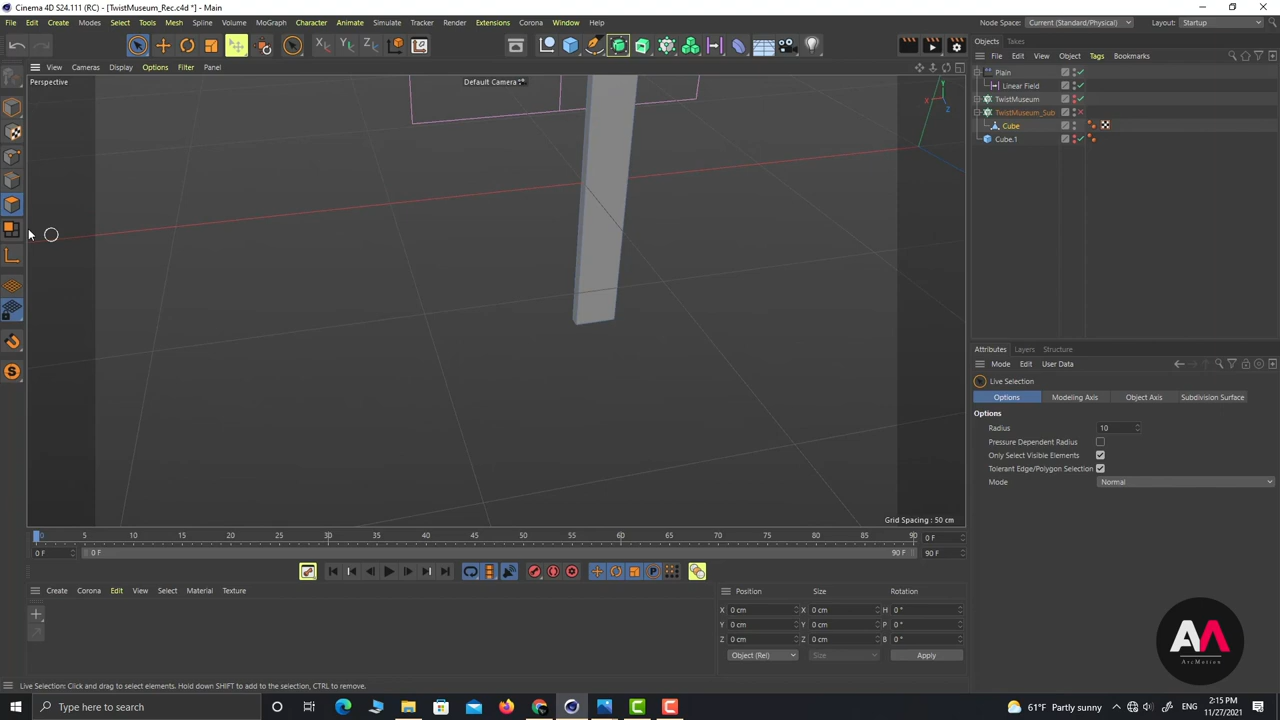 Cinema 4D S24.111 (RC) - [TwistMuseum_Rec.c4d *] - Main
File Edit Create Modes Select Tools Mesh Spline Volume MoGraph Character Animate Simulate Tracker Render Extensions Corona Window Help
Node Space: Current (Standard/Physical) Layout: Startup
X Y Z
Objects Takes
View Cameras Display Options Filter Panel
File Edit View Object Tags Bookmarks
Perspective
Default Camera
Y X Z
Plain
Linear Field
TwistMuseum
TwistMuseum_Sub
Cube
Cube.1
Attributes Layers Structure
Mode Edit User Data
Live Selection
Options Modeling Axis Object Axis Subdivision Surface
Options
Radius 10
Pressure Dependent Radius
Only Select Visible Elements
Tolerant Edge/Polygon Selection
Mode Normal
Grid Spacing : 50 cm
0 5 10 15 20 25 30 35 40 45 50 55 60 65 70 75 80 85 90 0 F
0 F 0 F 90 F 90 F
Create Corona Edit View Select Material Texture
Position Size Rotation
X 0 cm X 0 cm H 0 °
Y 0 cm Y 0 cm P 0 °
Z 0 cm Z 0 cm B 0 °
Object (Rel) Size Apply
AM
ArcMotion
Live Selection: Click and drag to select elements. Hold down SHIFT to add to the selection, CTRL to remove.
Type here to search
61°F Partly sunny
2:15 PM
11/27/2021